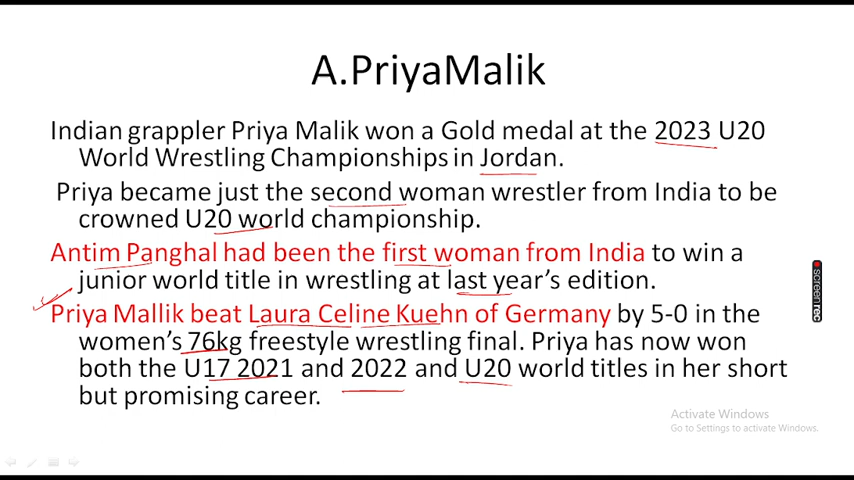 A.PriyaMalik
Indian grappler Priya Malik won a Gold medal at the 2023 U20
World Wrestling Championships in Jordan.
Priya became just the second woman wrestler from India to be
crowned U20 world championship.
Antim Panghal had been the first woman from India to win a
junior world title in wrestling at last year's edition.
Priya Mallik beat Laura Celine Kuehn of Germany by 5-0 in the
women's 76kg freestyle wrestling final. Priya has now won
both the U17 2021 and 2022 and U20 world titles in her short
but promising career.
screenrec
Activate Windows
Go to Settings to activate Windows.